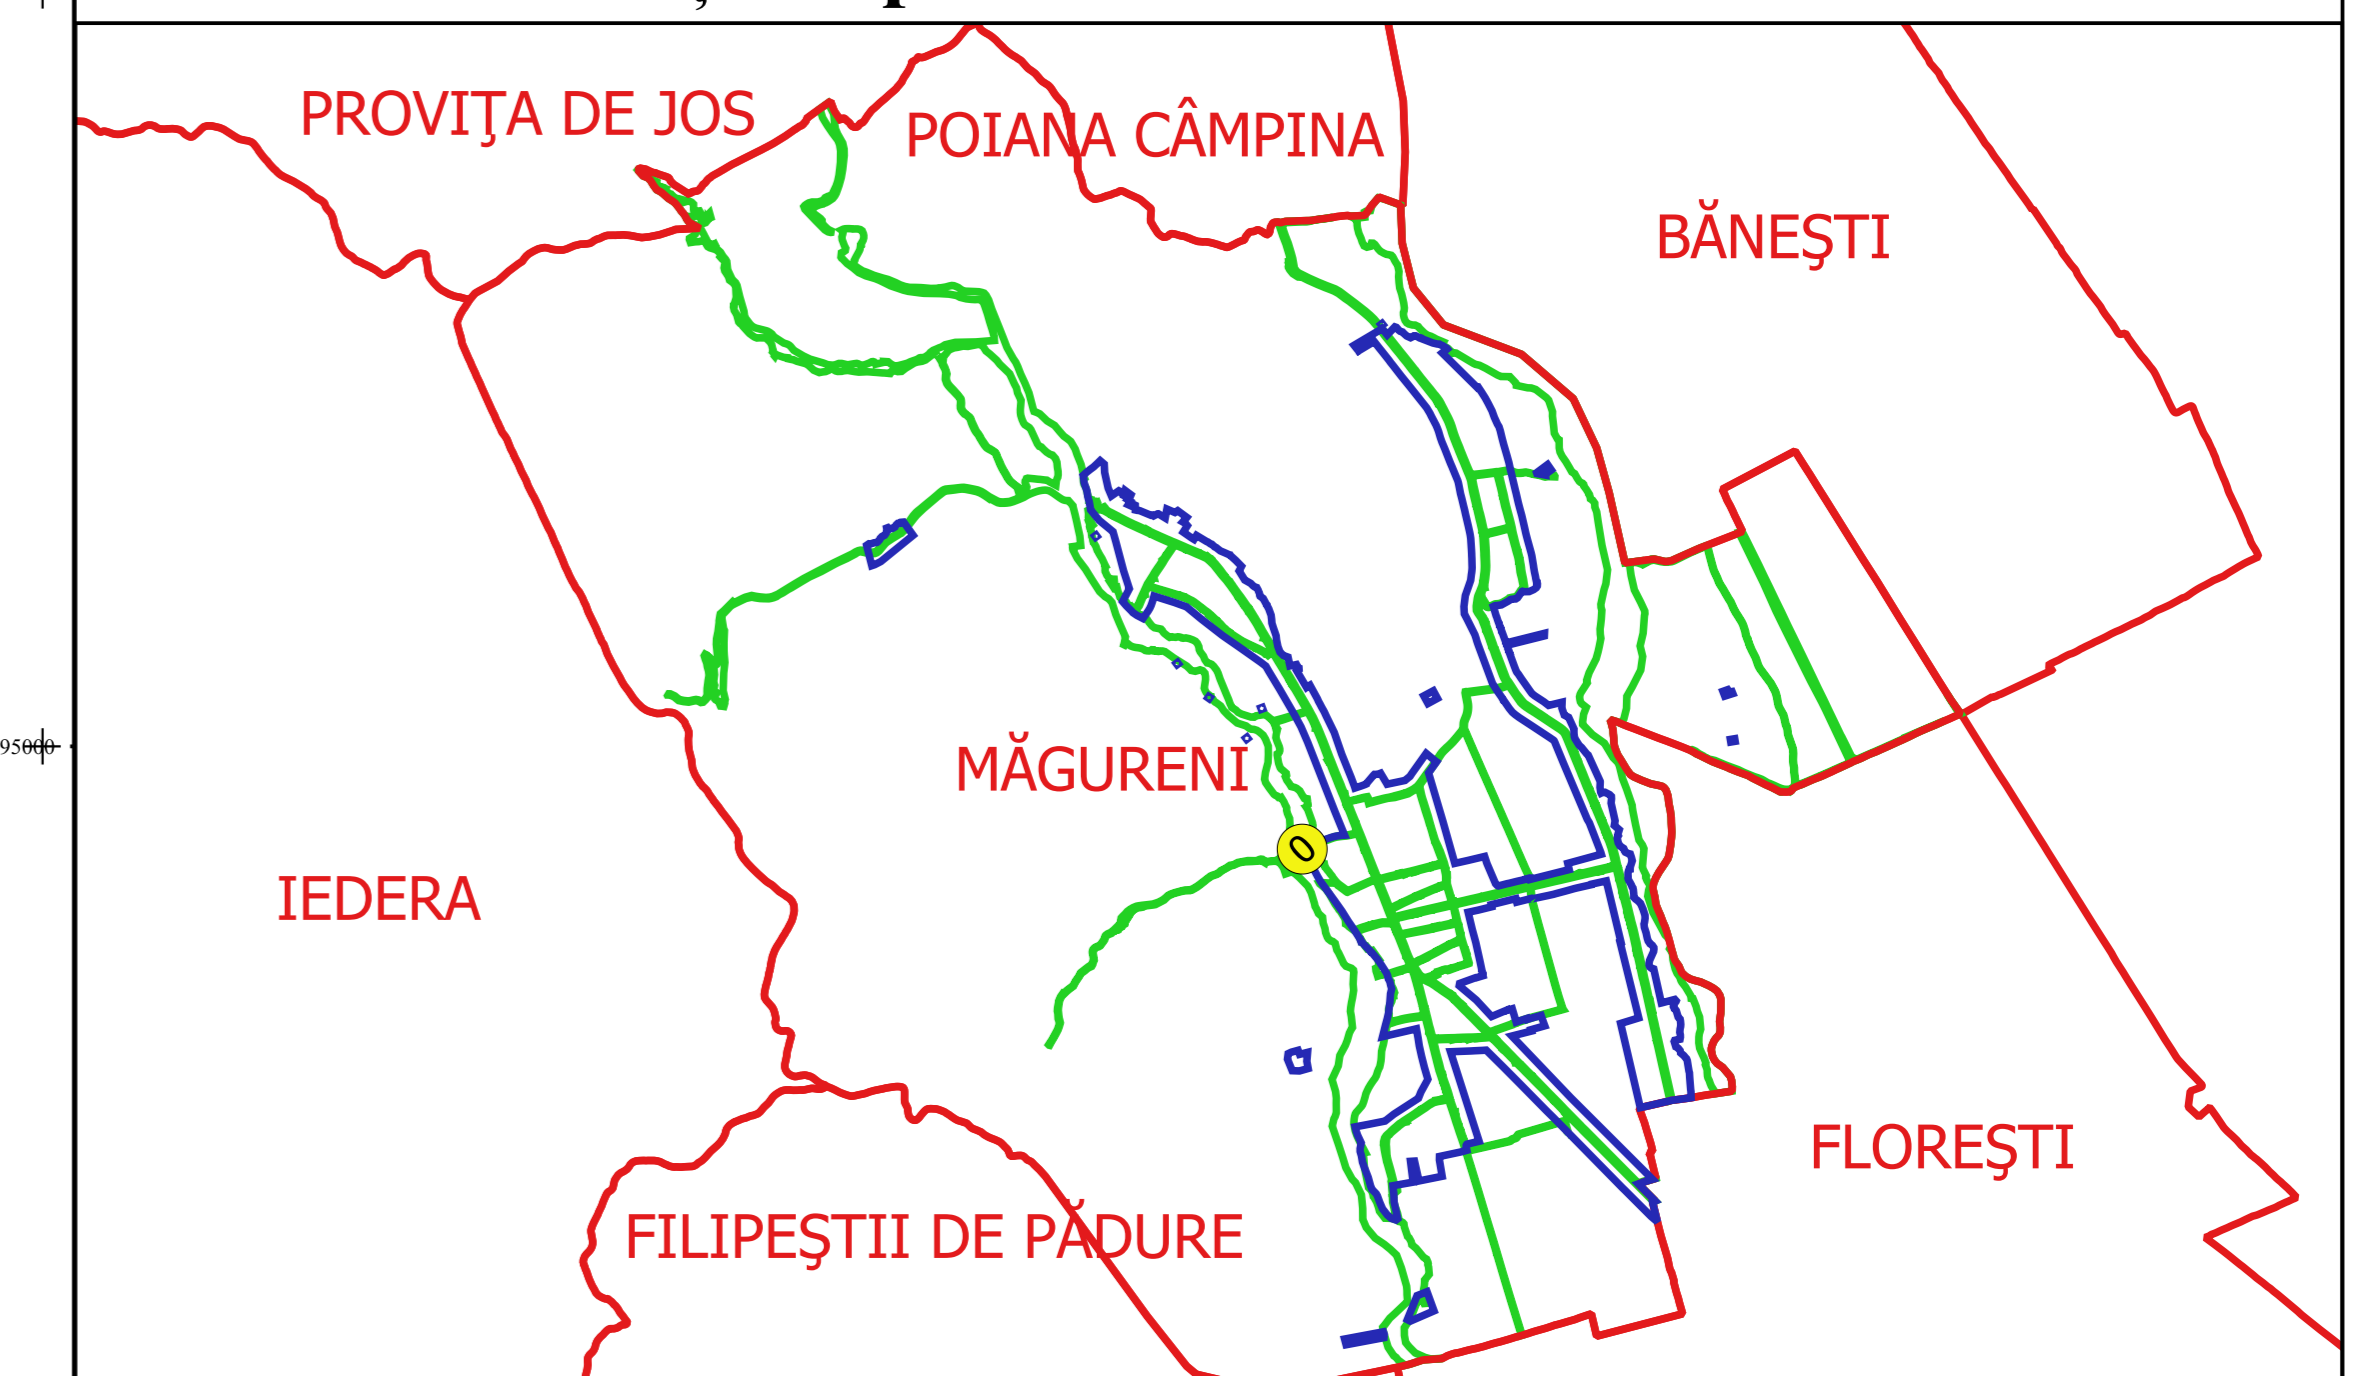 PROVIŢA DE JOS
POIANA CÂMPINA
BĂNEŞTI
95000
MĂGURENI
0
IEDERA
FLOREŞTI
FILIPEŞTII DE PĂDURE